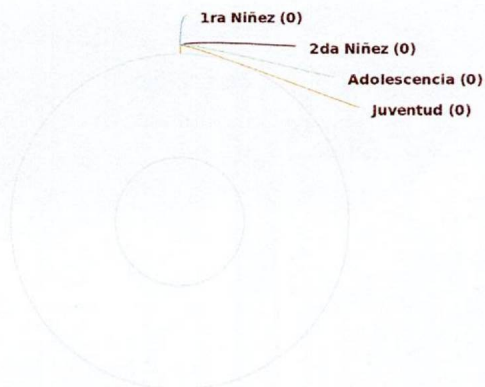 1ra Niñez (0)
2da Niñez (0)
Adolescencia (0)
Juventud (0)